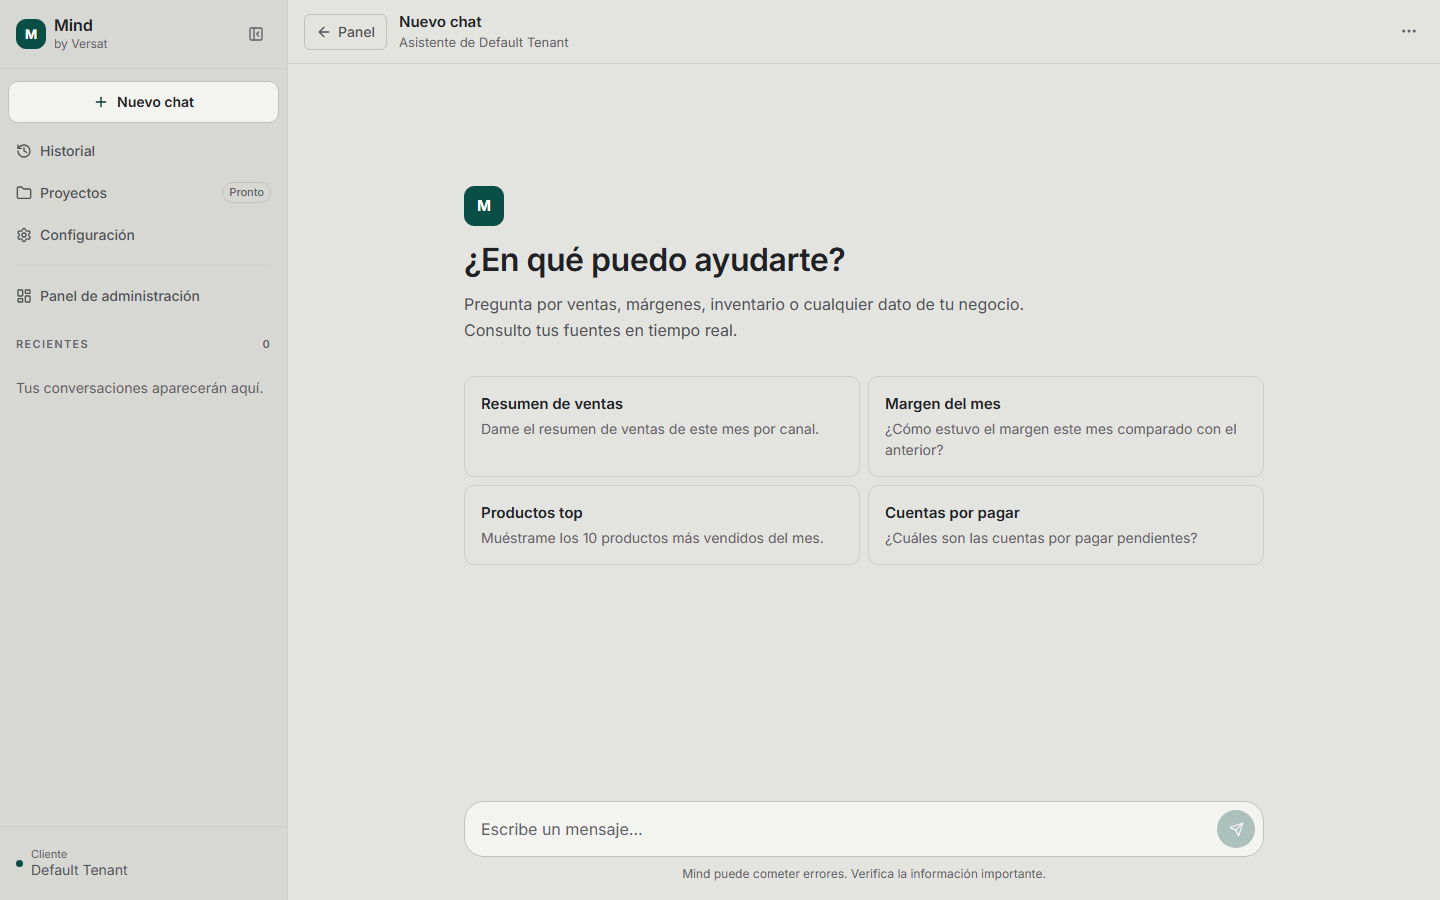 M
Mind
by Versat
Nuevo chat
Historial
Proyectos
Pronto
Configuración
Panel de administración
RECIENTES
0
Tus conversaciones aparecerán aquí.
Cliente
Default Tenant
Panel
Nuevo chat
Asistente de Default Tenant
M
¿En qué puedo ayudarte?
Pregunta por ventas, márgenes, inventario o cualquier dato de tu negocio.
Consulto tus fuentes en tiempo real.
Resumen de ventas
Dame el resumen de ventas de este mes por canal.
Margen del mes
¿Cómo estuvo el margen este mes comparado con el
anterior?
Productos top
Muéstrame los 10 productos más vendidos del mes.
Cuentas por pagar
¿Cuáles son las cuentas por pagar pendientes?
Escribe un mensaje...
Mind puede cometer errores. Verifica la información importante.